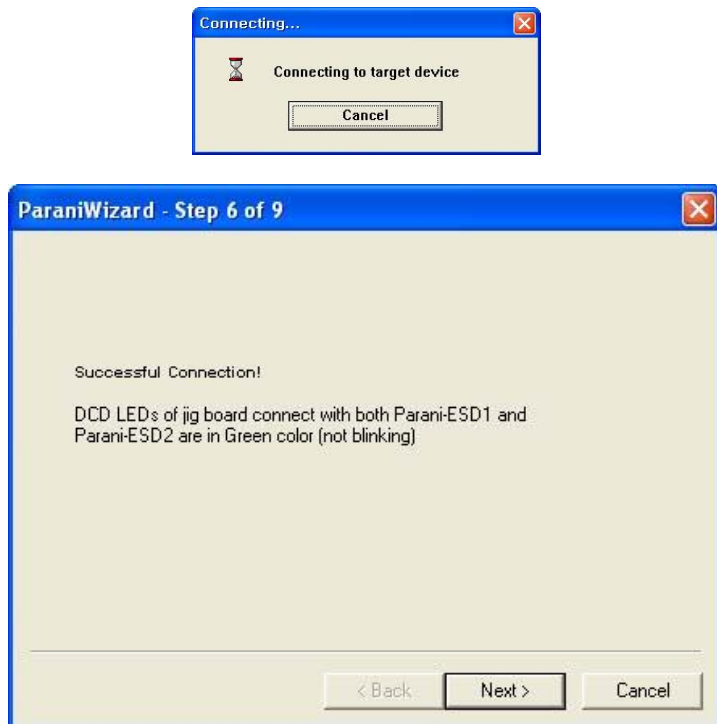 Connecting...
Connecting to target device
Cancel
ParaniWizard - Step 6 of 9
Successful Connection!
DCD LEDs of jig board connect with both Parani-ESD1 and
Parani-ESD2 are in Green color (not blinking)
< Back Next > Cancel